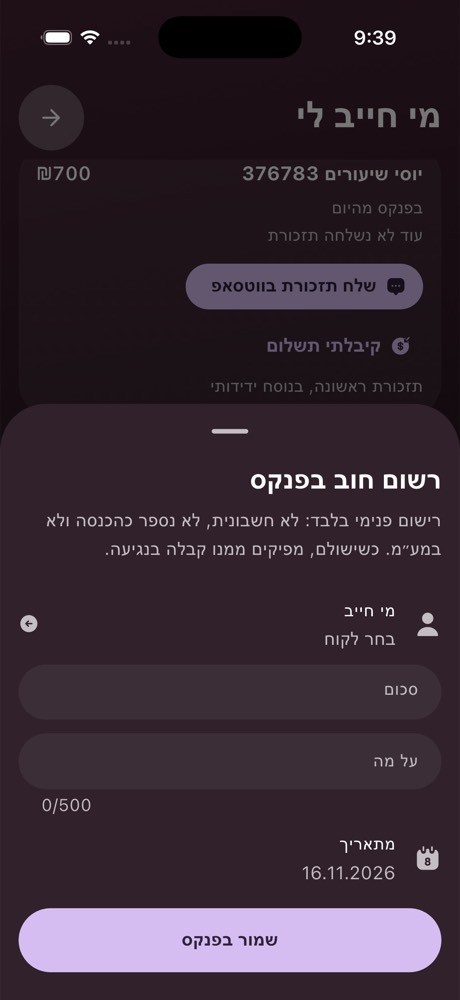 9:39
מי חייב לי
יוסי שיעורים 376783 ₪700
בפנקס מהיום
עוד לא נשלחה תזכורת
שלח תזכורת בווטסאפ
קיבלתי תשלום
תזכורת ראשונה, בנוסח ידידותי
רשום חוב בפנקס
רישום פנימי בלבד: לא חשבונית, לא נספר כהכנסה ולא
במע״מ. כשישולם, מפיקים ממנו קבלה בנגיעה.
מי חייב
בחר לקוח
סכום
על מה
0/500
מתאריך
8
16.11.2026
שמור בפנקס